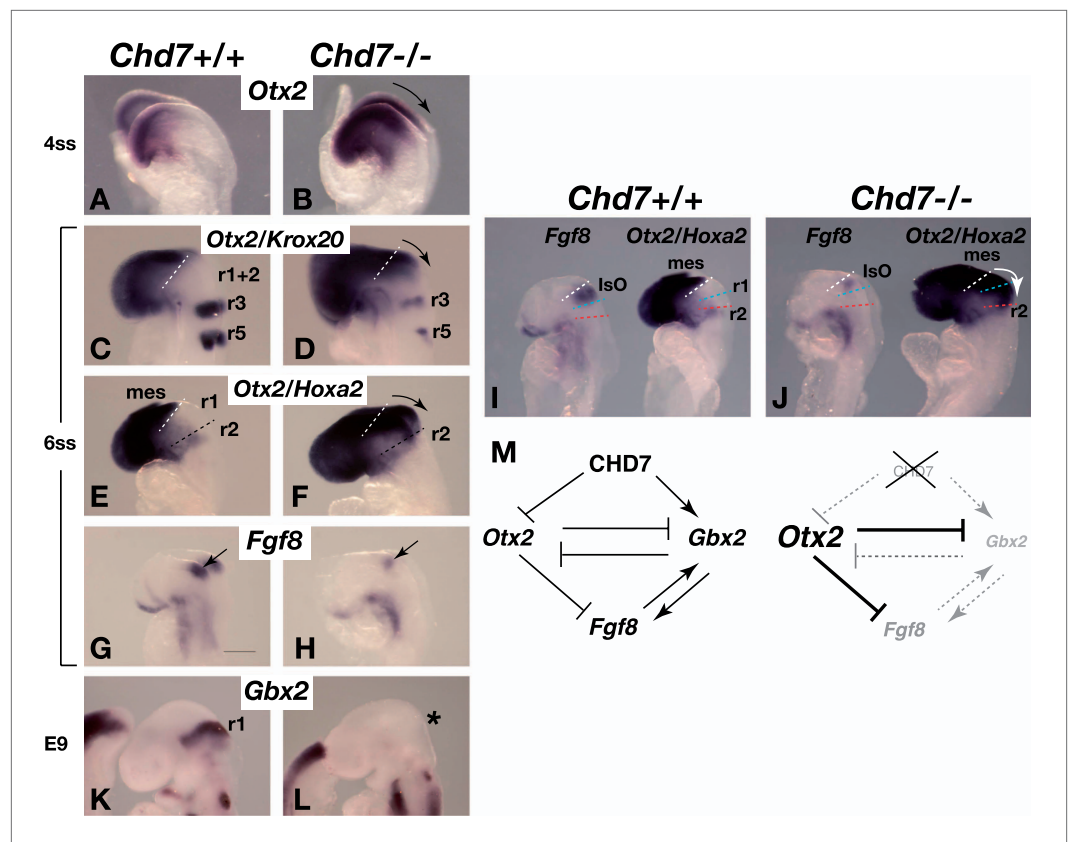 Chd7+/+
Chd7-/-
Otx2
4ss
A
B
Otx2/Krox20
r1+2
r3
r5
r3
r5
C
D
6ss
Otx2/Hoxa2
mes
r1
r2
r2
E
F
Fgf8
G
H
Gbx2
r1
*
E9
K
L
Chd7+/+
Chd7-/-
Fgf8
Otx2/Hoxa2
mes
IsO
r1
r2
I
Fgf8
Otx2/Hoxa2
mes
IsO
r2
J
M
CHD7
Otx2
Gbx2
Fgf8
CHD7
Otx2
Gbx2
Fgf8